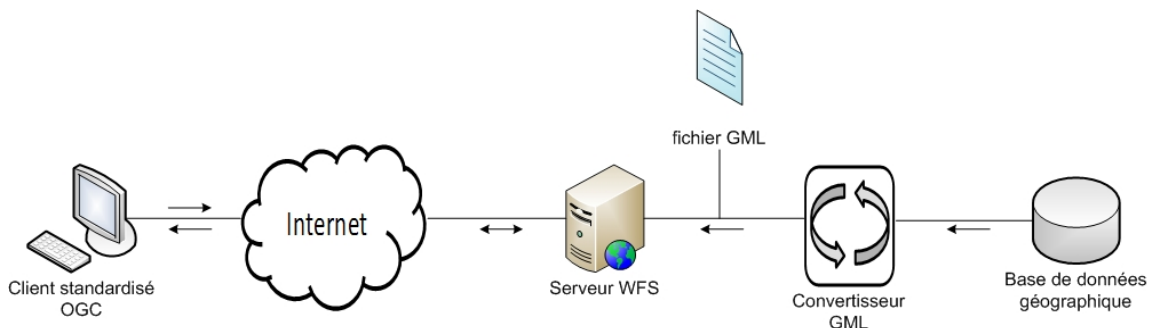 fichier GML
Internet
Client standardisé
OGC
Serveur WFS
Convertisseur
GML
Base de données
géographique